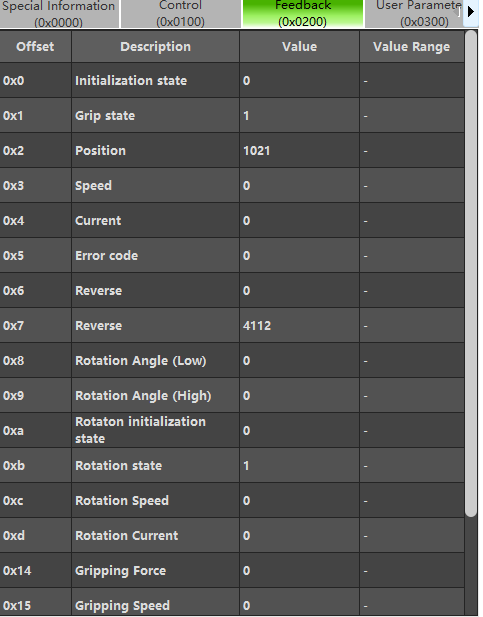 Special Information Control Feedback User Paramete
(0x0000) (0x0100) (0x0200) (0x0300)
Offset Description Value Value Range
0x0 Initialization state 0 -
0x1 Grip state 1 -
0x2 Position 1021 -
0x3 Speed 0 -
0x4 Current 0 -
0x5 Error code 0 -
0x6 Reverse 0 -
0x7 Reverse 4112 -
0x8 Rotation Angle (Low) 0 -
0x9 Rotation Angle (High) 0 -
0xa Rotaton initialization state 0 -
0xb Rotation state 1 -
0xc Rotation Speed 0 -
0xd Rotation Current 0 -
0x14 Gripping Force 0 -
0x15 Gripping Speed 0 -